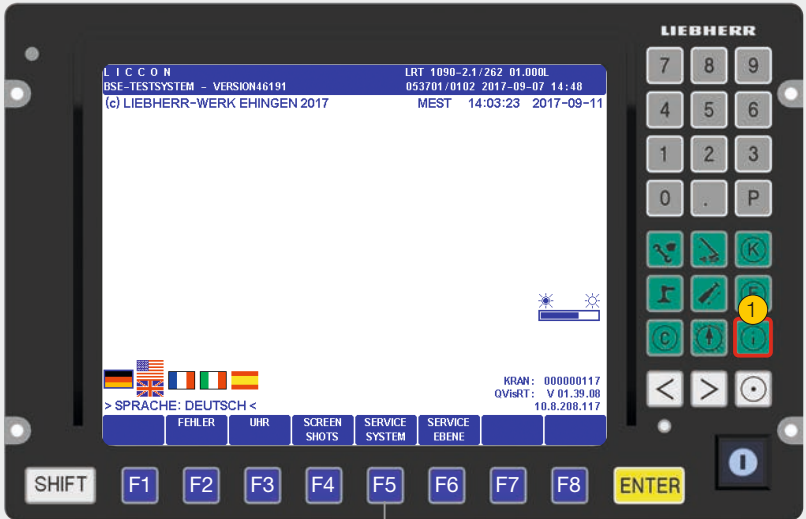 LIEBHERR
LICCON
LRT 1090-2.1/262 01.000L
BSE-TESTSYSTEM - VERSION46191
053701/0102 2017-09-07 14:48
(c) LIEBHERR-WERK EHINGEN 2017
MEST 14:03:23 2017-09-11
7 8 9
4 5 6
1 2 3
0 . P
K
1
C
i
KRAN: 000000117
QVisRT: V 01.39.08
10.8.208.117
> SPRACHE: DEUTSCH <
< >
FEHLER
UHR
SCREEN SHOTS
SERVICE SYSTEM
SERVICE EBENE
SHIFT F1 F2 F3 F4 F5 F6 F7 F8 ENTER